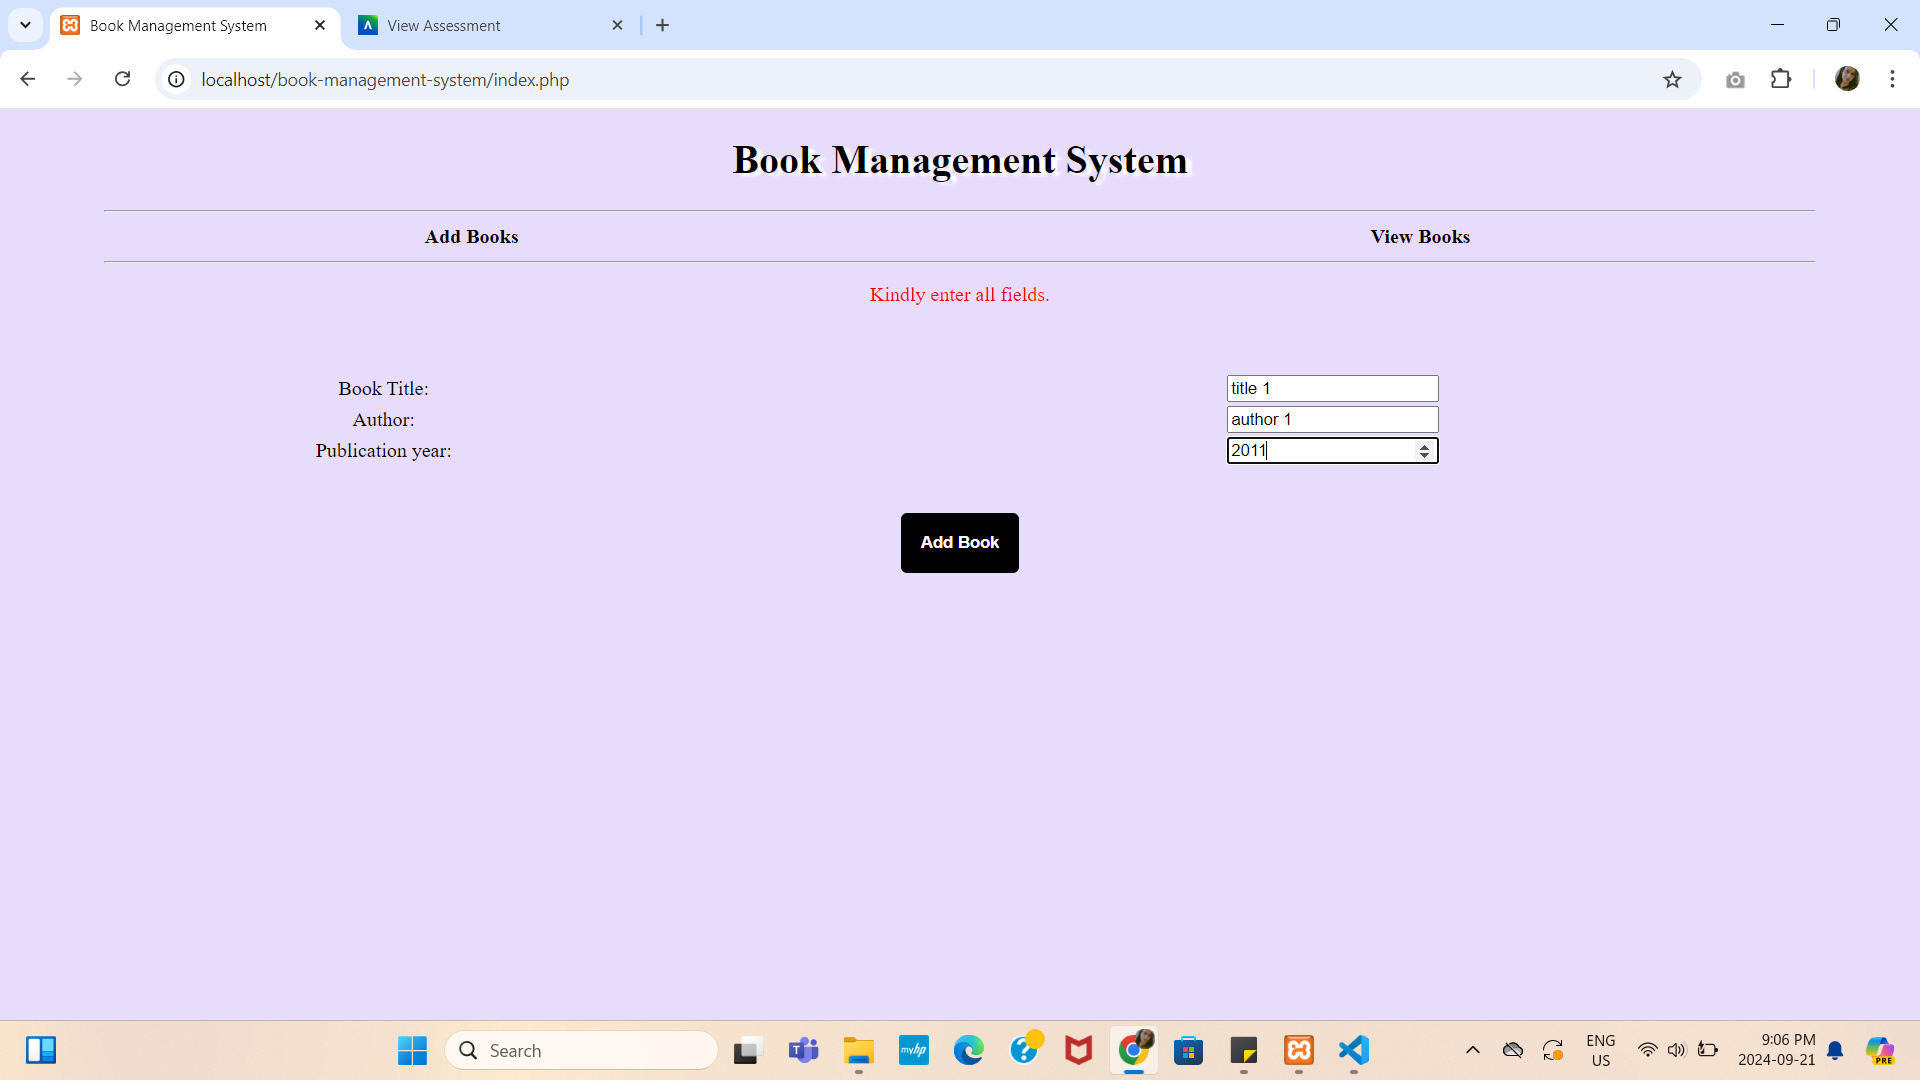 Book Management System
View Assessment
localhost/book-management-system/index.php
Book Management System
Add Books
View Books
Kindly enter all fields.
Book Title:
title 1
Author:
author 1
Publication year:
2011
Add Book
Search
myhp
ENG
US
9:06 PM
2024-09-21
PRE